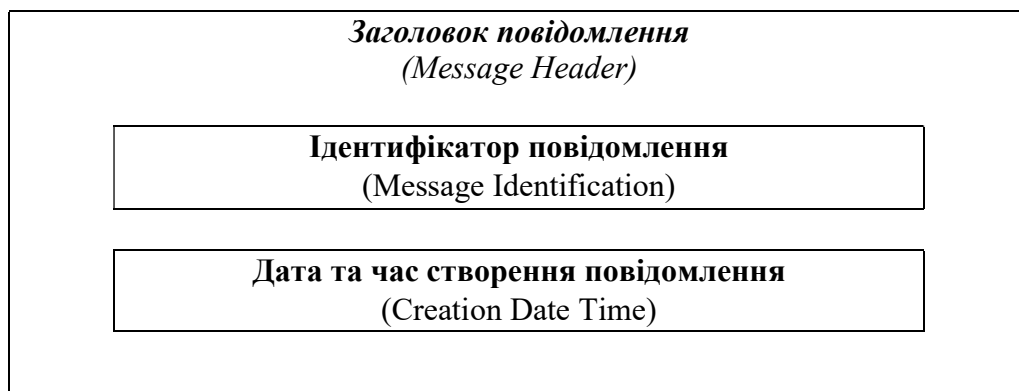 Заголовок повідомлення
(Message Header)
Ідентифікатор повідомлення
(Message Identification)
Дата та час створення повідомлення
(Creation Date Time)